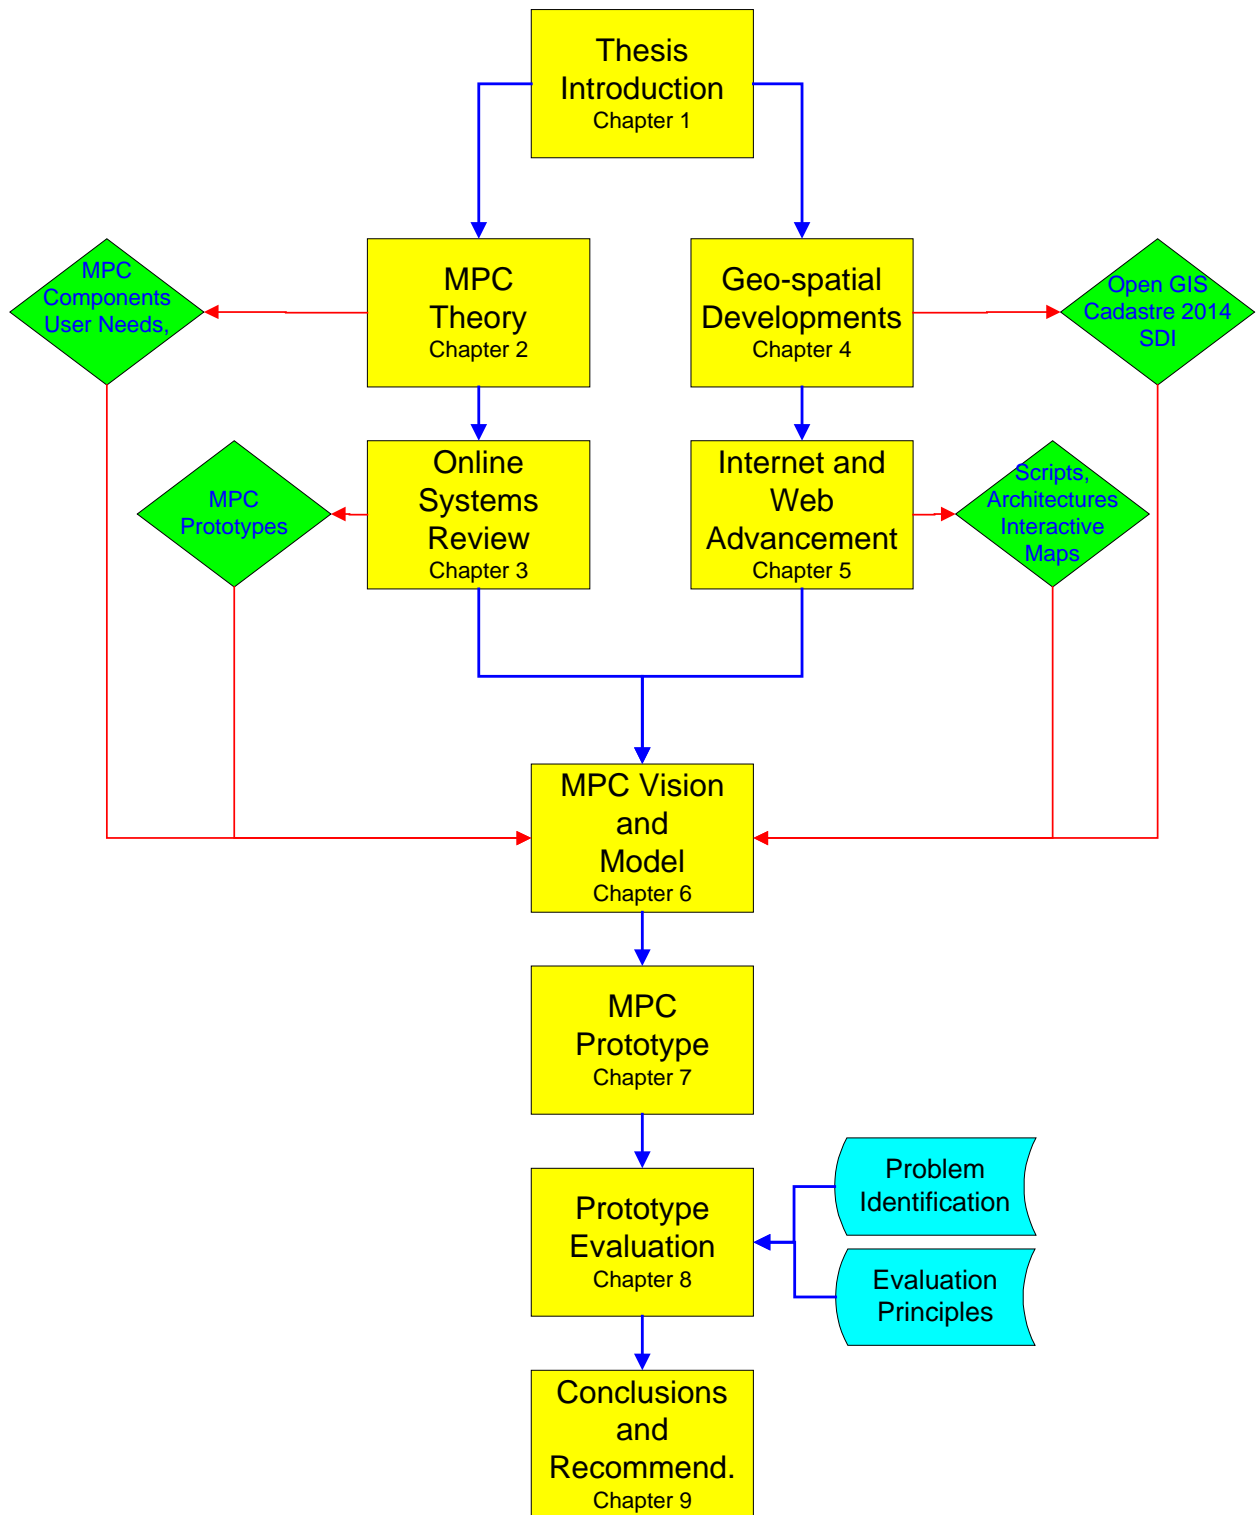 Thesis
Introduction
Chapter 1
MPC
Components
User Needs,
MPC
Theory
Chapter 2
Geo-spatial
Developments
Chapter 4
Open GIS
Cadastre 2014
SDI
MPC
Prototypes
Online
Systems
Review
Chapter 3
Internet and
Web
Advancement
Chapter 5
Scripts,
Architectures
Interactive
Maps
MPC Vision
and
Model
Chapter 6
MPC
Prototype
Chapter 7
Prototype
Evaluation
Chapter 8
Problem
Identification
Evaluation
Principles
Conclusions
and
Recommend.
Chapter 9